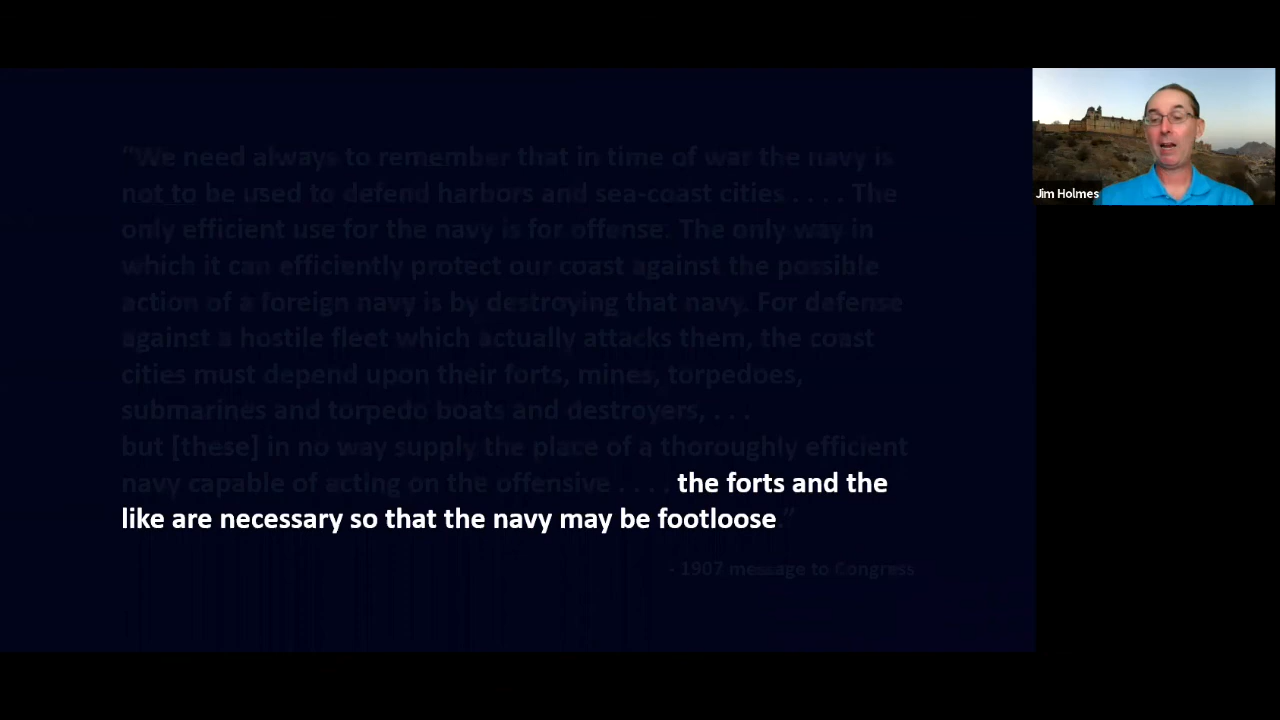 "We need always to remember that in time of war the navy is
not to be used to defend harbors and sea-coast cities . . . . The
only efficient use for the navy is for offense. The only way in
which it can efficiently protect our coast against the possible
action of a foreign navy is by destroying that navy. For defense
against a hostile fleet which actually attacks them, the coast
cities must depend upon their forts, mines, torpedoes,
submarines and torpedo boats and destroyers, . . .
but [these] in no way supply the place of a thoroughly efficient
navy capable of acting on the offensive . . . . the forts and the
like are necessary so that the navy may be footloose"
- 1907 message to Congress
Jim Holmes